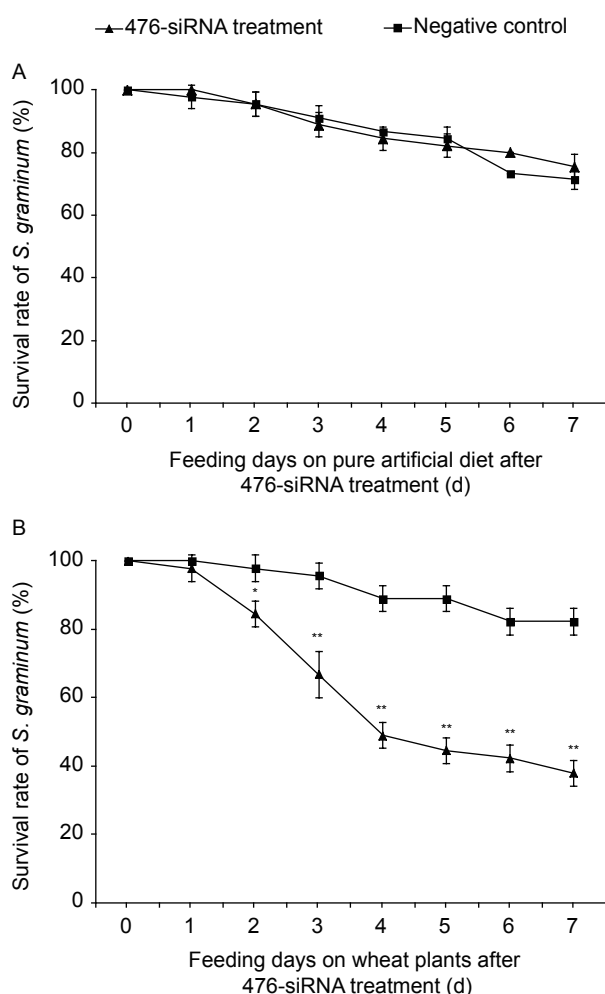 476-siRNA treatment Negative control
A
100
80
60
40
20
0
Survival rate of S. graminum (%)
0 1 2 3 4 5 6 7
Feeding days on pure artificial diet after
476-siRNA treatment (d)
B
100
80
60
40
20
0
Survival rate of S. graminum (%)
* ** ** ** ** **
0 1 2 3 4 5 6 7
Feeding days on wheat plants after
476-siRNA treatment (d)